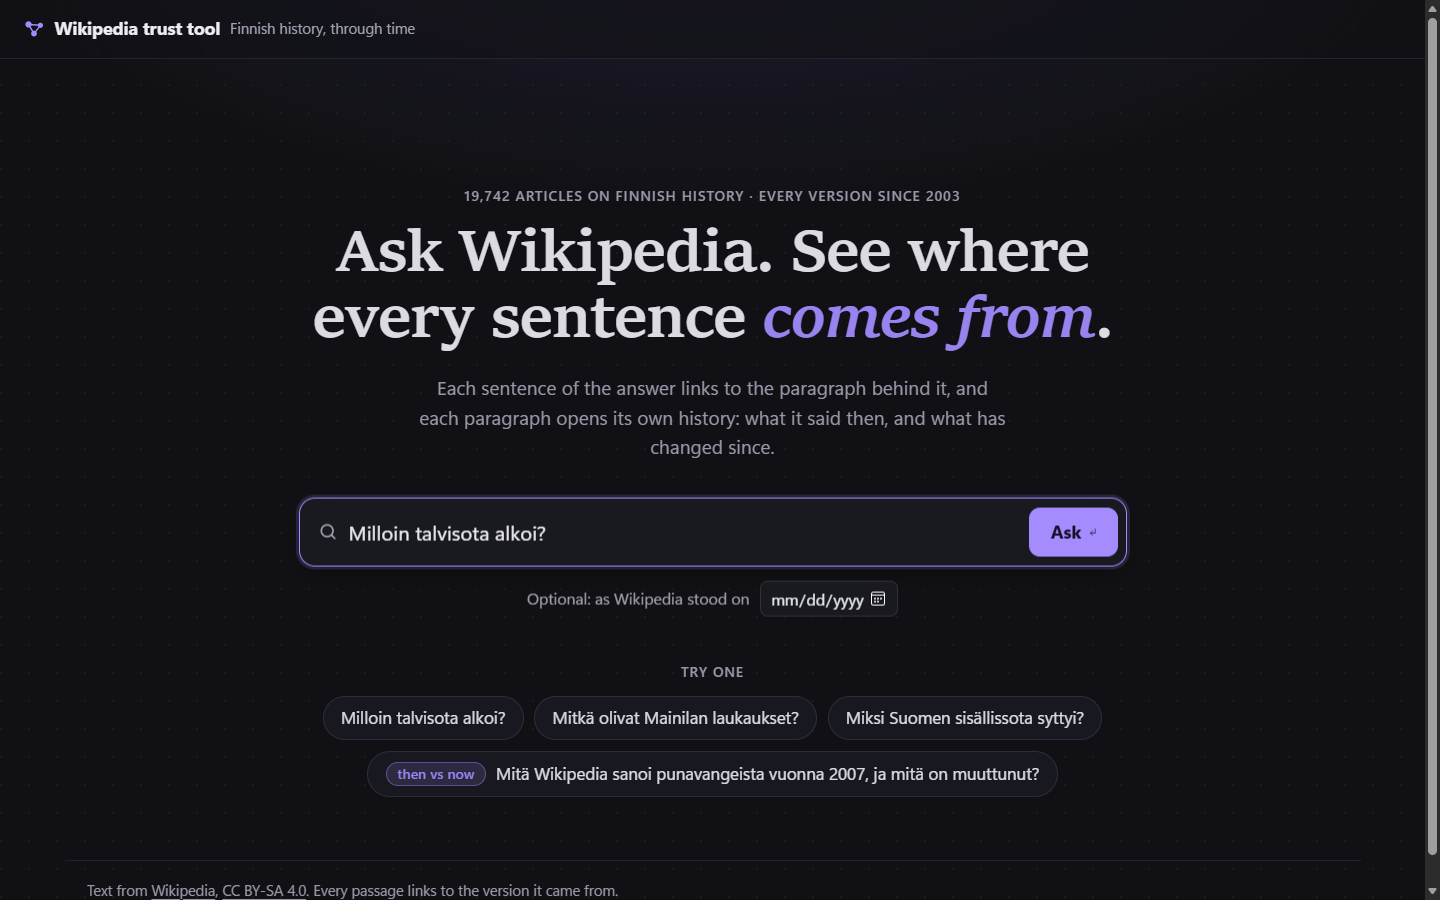 Wikipedia trust tool Finnish history, through time
19,742 ARTICLES ON FINNISH HISTORY · EVERY VERSION SINCE 2003
Ask Wikipedia. See where
every sentence comes from.
Each sentence of the answer links to the paragraph behind it, and
each paragraph opens its own history: what it said then, and what has
changed since.
Milloin talvisota alkoi?
Ask ↵
Optional: as Wikipedia stood on mm/dd/yyyy
TRY ONE
Milloin talvisota alkoi? Mitkä olivat Mainilan laukaukset? Miksi Suomen sisällissota syttyi?
then vs now Mitä Wikipedia sanoi punavangeista vuonna 2007, ja mitä on muuttunut?
Text from Wikipedia, CC BY-SA 4.0. Every passage links to the version it came from.